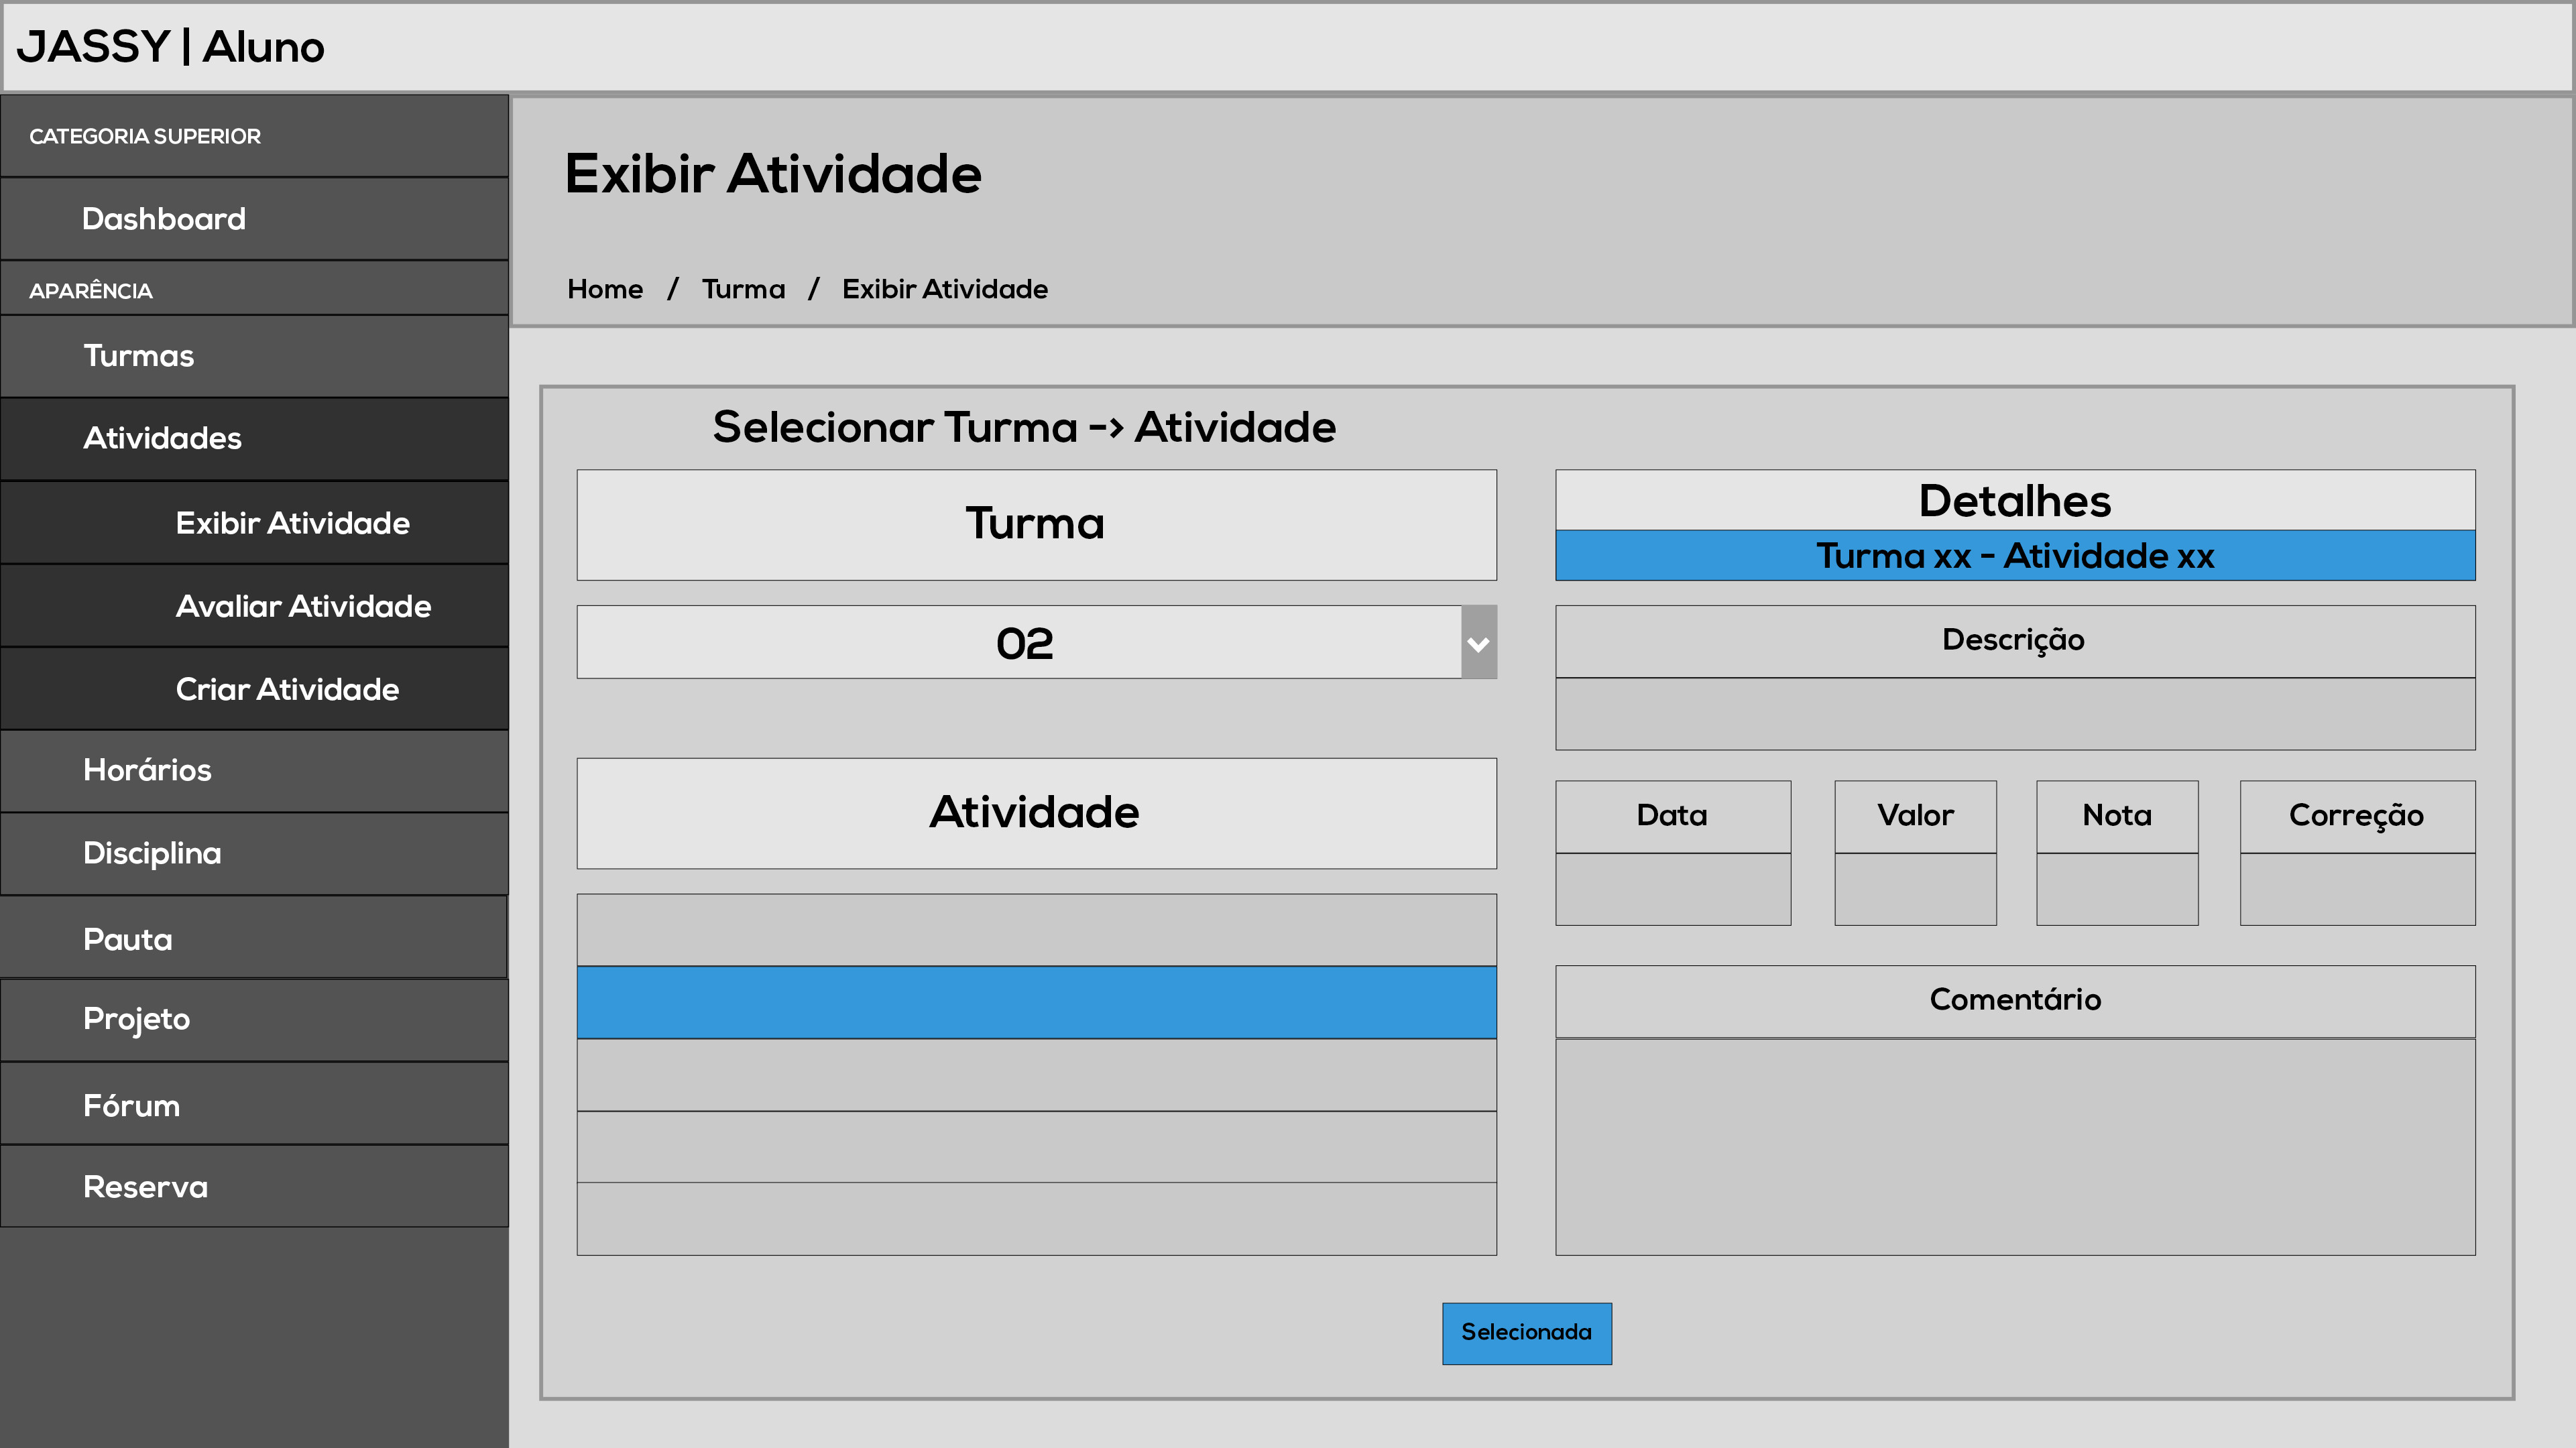 JASSY | Aluno
CATEGORIA SUPERIOR
Dashboard
APARÊNCIA
Turmas
Atividades
Exibir Atividade
Avaliar Atividade
Criar Atividade
Horários
Disciplina
Pauta
Projeto
Fórum
Reserva
Exibir Atividade
Home / Turma / Exibir Atividade
Selecionar Turma -> Atividade
Turma
02
Atividade
Detalhes
Turma xx - Atividade xx
Descrição
Data Valor Nota Correção
Comentário
Selecionada